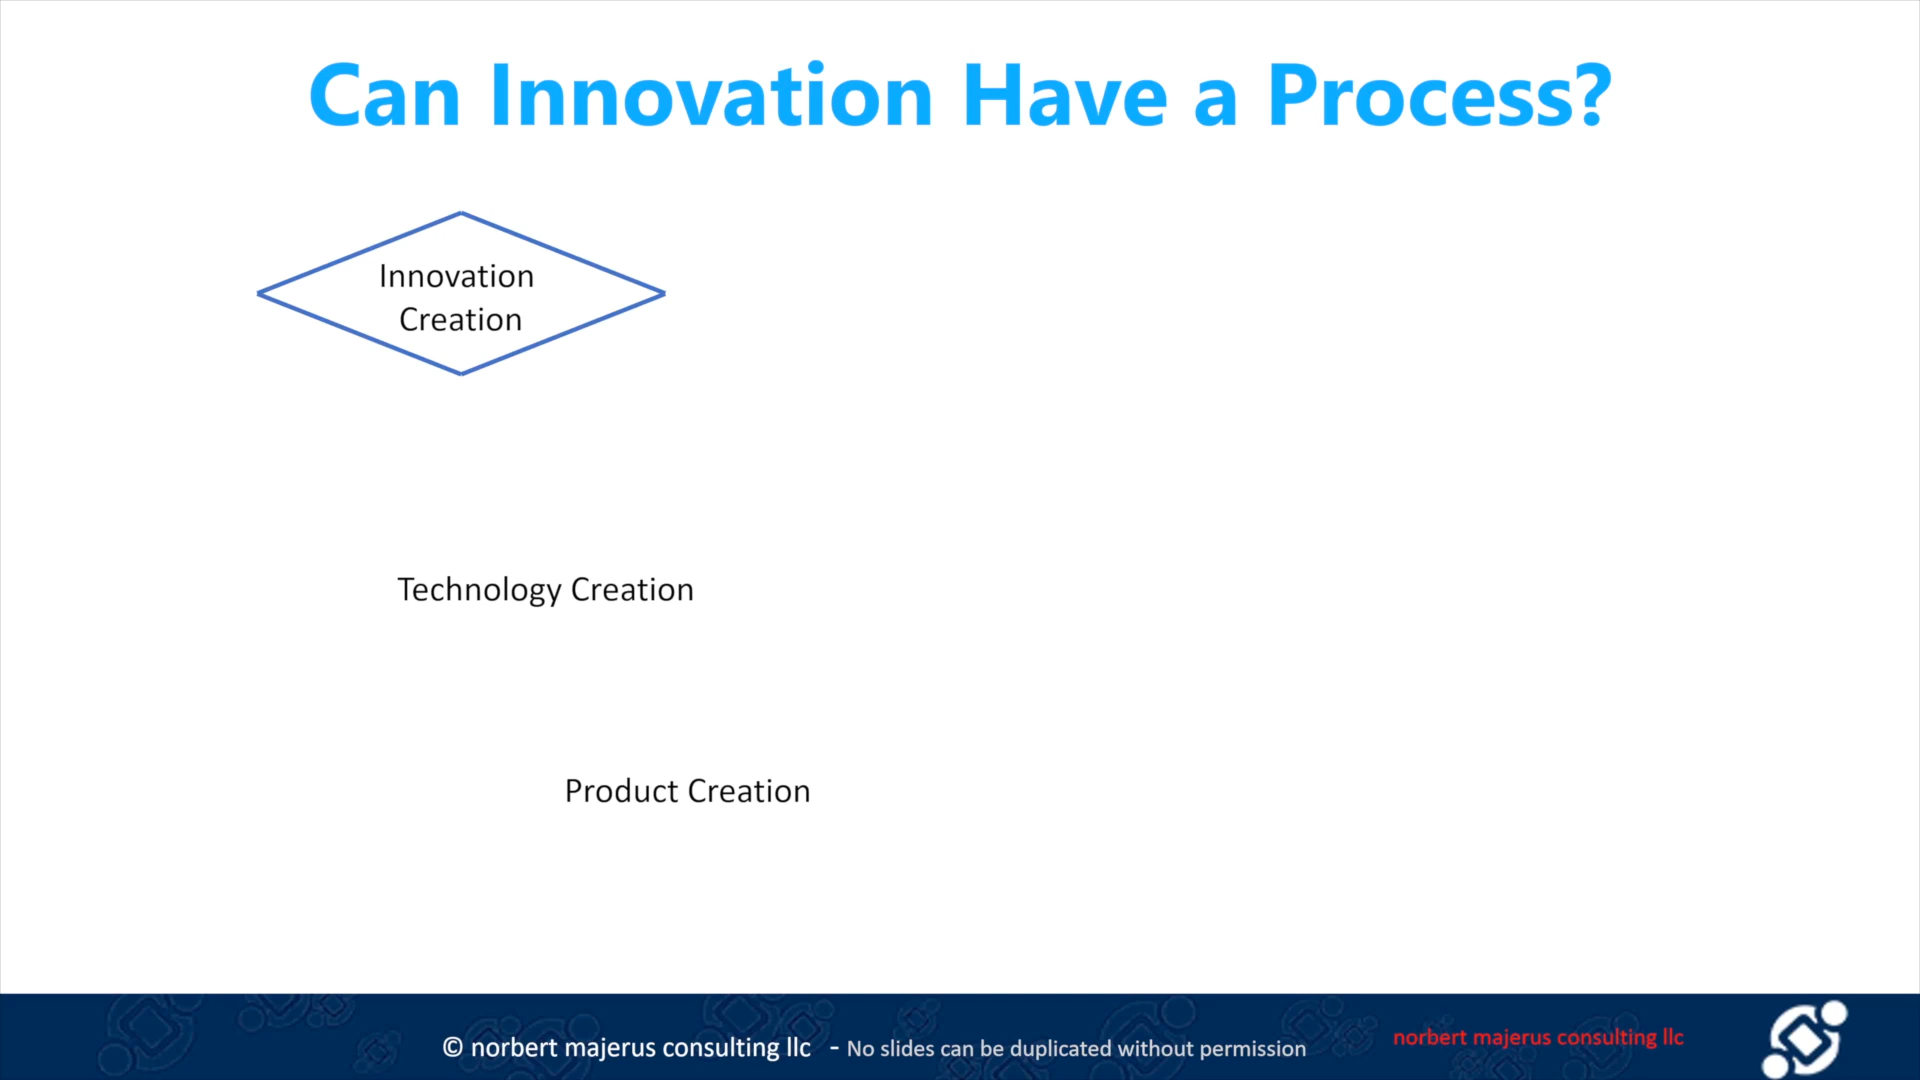 Can Innovation Have a Process?
Innovation
Creation
Technology Creation
Product Creation
© norbert majerus consulting llc - No slides can be duplicated without permission
norbert majerus consulting llc